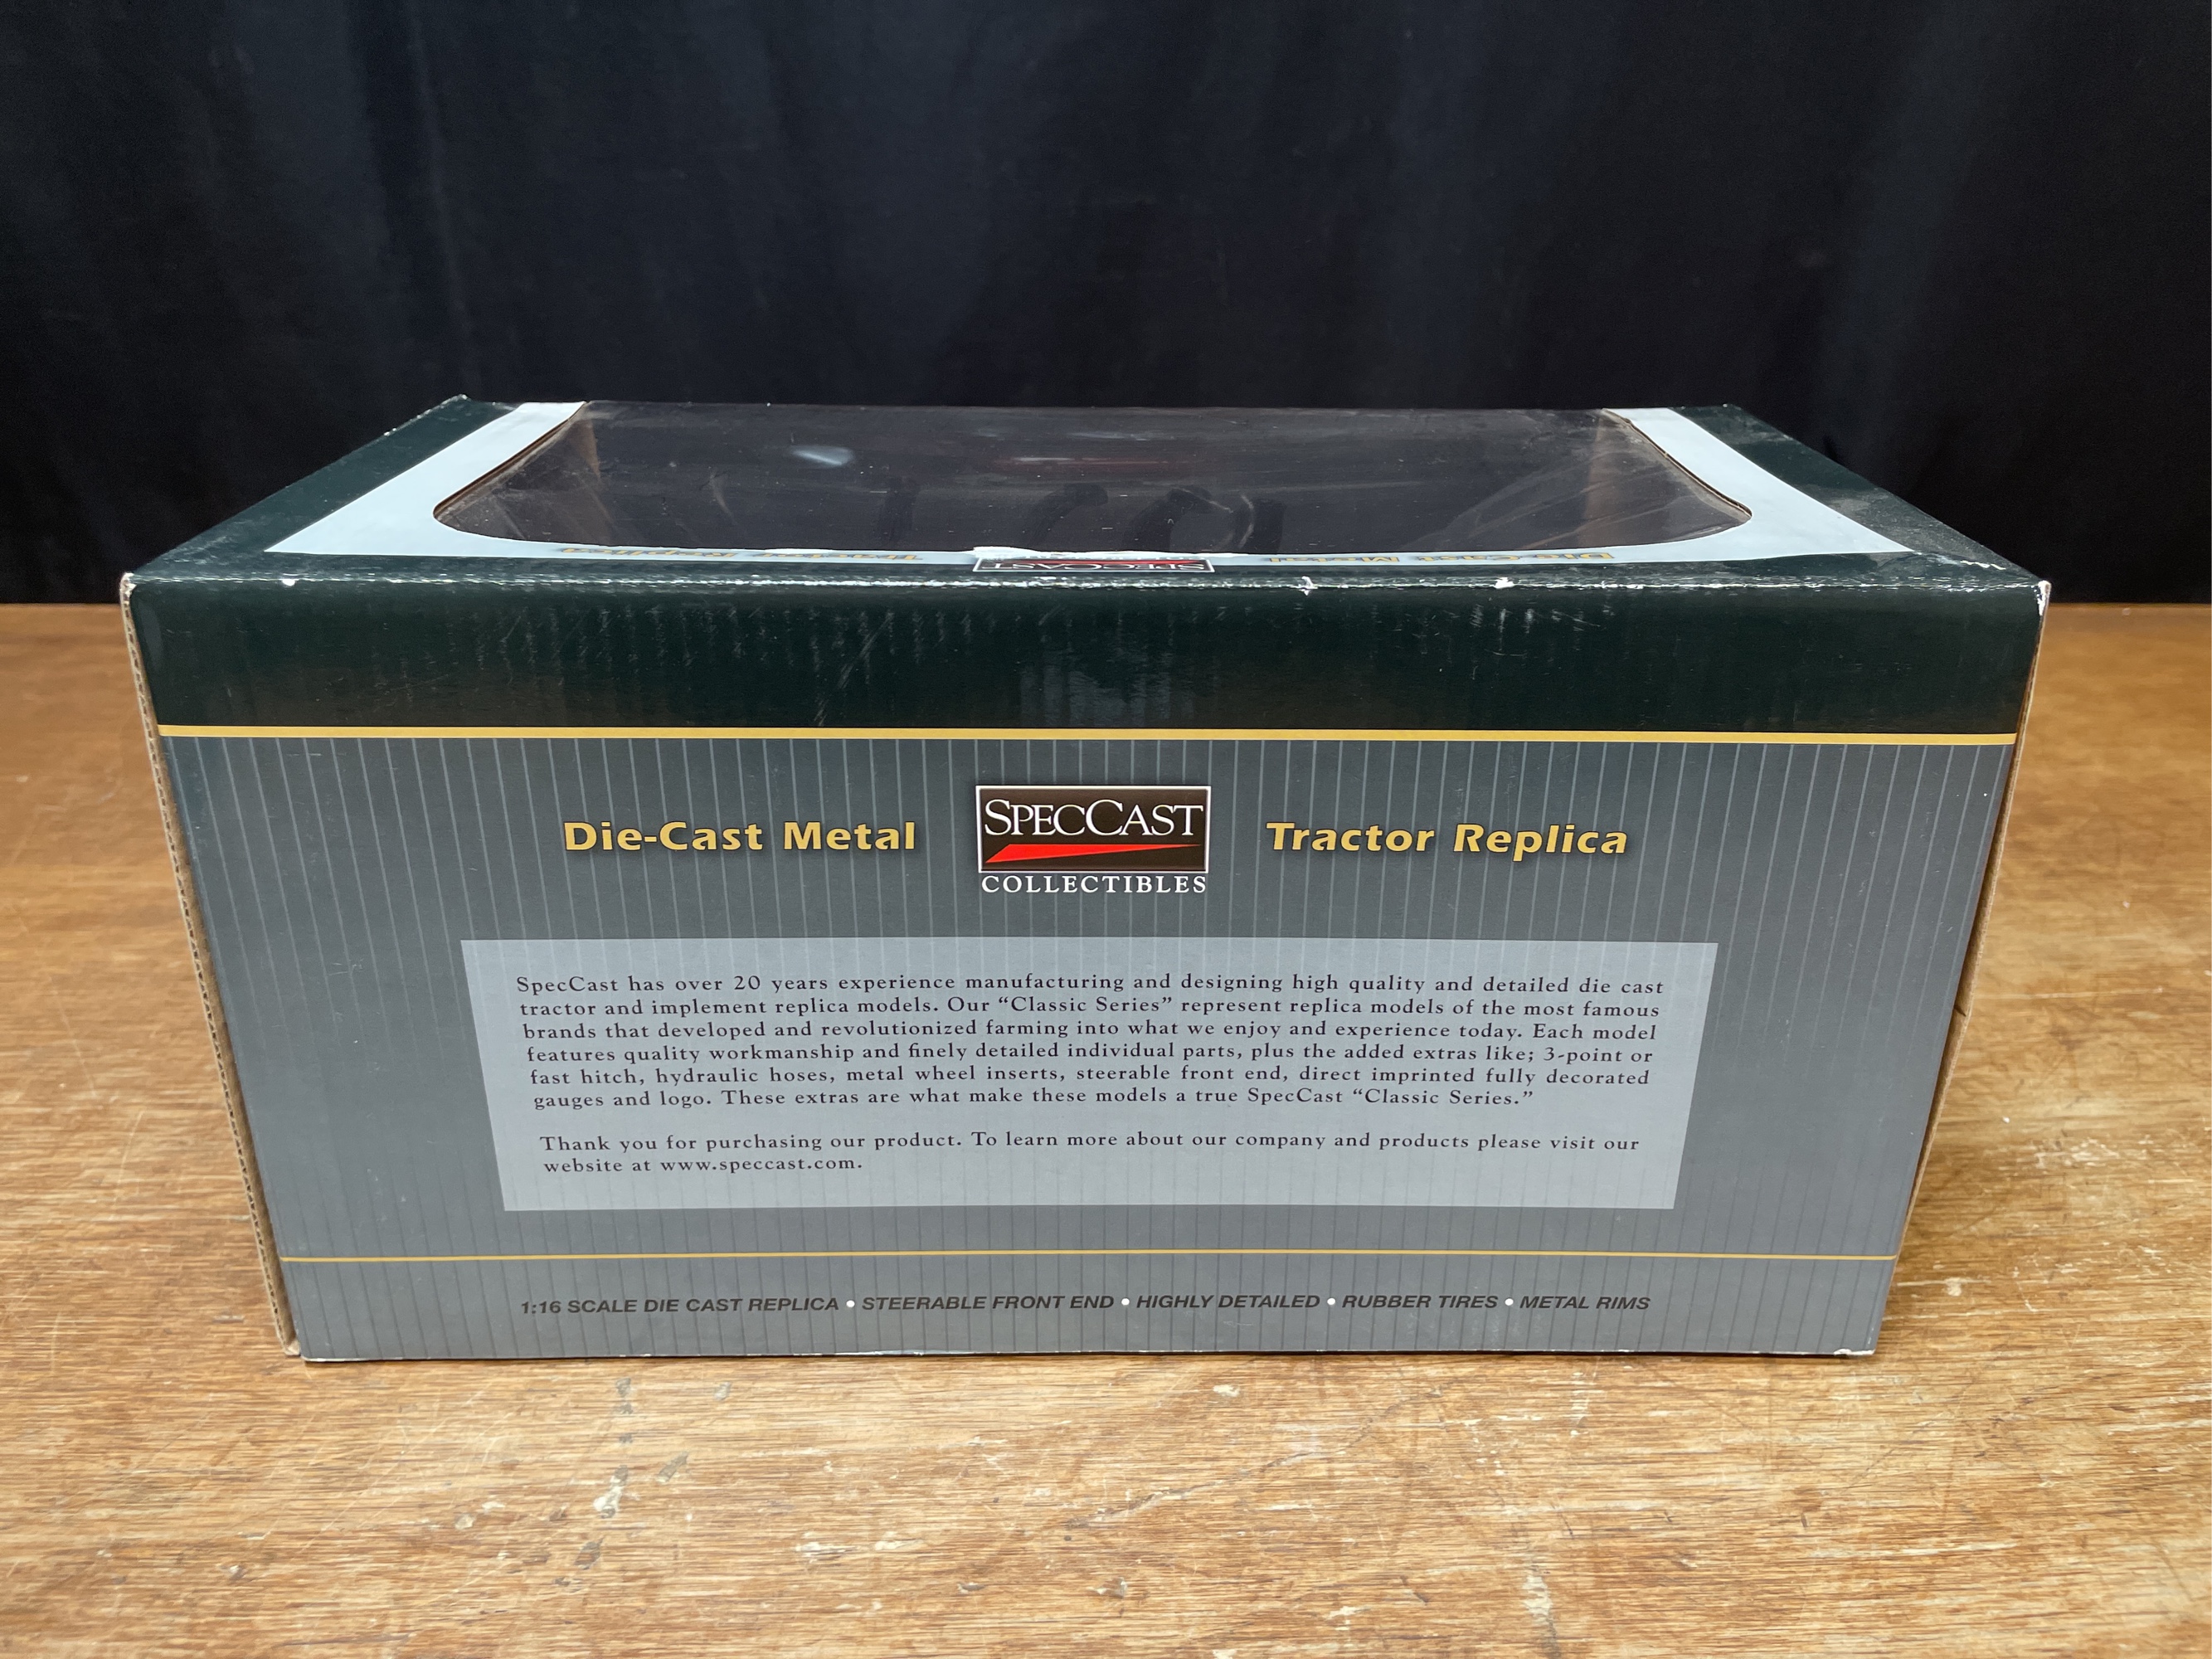 Die-Cast Metal
SPECCAST
COLLECTIBLES
Tractor Replica
SpecCast has over 20 years experience manufacturing and designing high quality and detailed die cast
tractor and implement replica models. Our “Classic Series” represent replica models of the most famous
brands that developed and revolutionized farming into what we enjoy and experience today. Each model
features quality workmanship and finely detailed individual parts, plus the added extras like; 3-point or
fast hitch, hydraulic hoses, metal wheel inserts, steerable front end, direct imprinted fully decorated
gauges and logo. These extras are what make these models a true SpecCast “Classic Series.”
Thank you for purchasing our product. To learn more about our company and products please visit our
website at www.speccast.com.
1:16 SCALE DIE CAST REPLICA • STEERABLE FRONT END • HIGHLY DETAILED • RUBBER TIRES • METAL RIMS